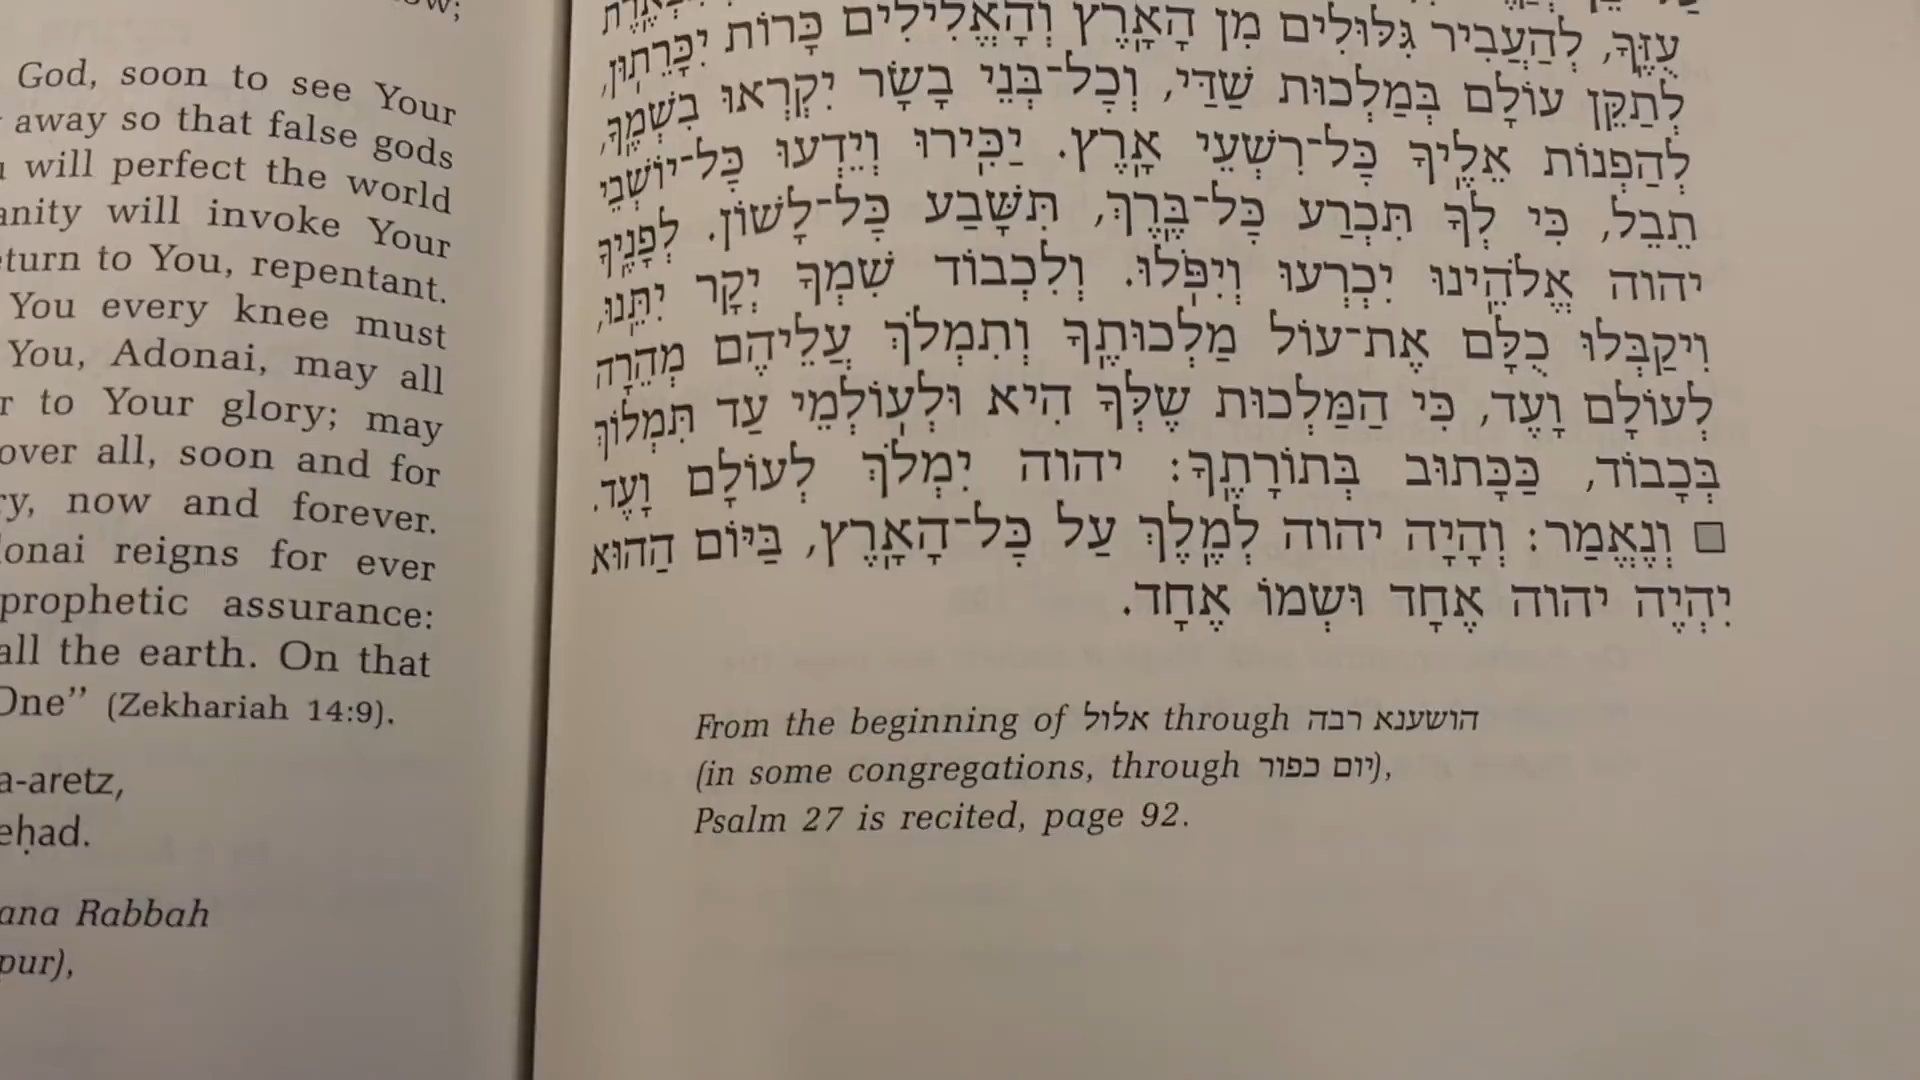 God, soon to see Your
away so that false gods
will perfect the world
will invoke Your
to You, repentant.
You every knee must
You, Adonai, may all
to Your glory; may
over all, soon and for
now and forever.
reigns for ever
prophetic assurance:
all the earth. On that
One” (Zekhariah 14:9).
a-aretz,
eḥad.
Rabbah
עֻזֶּֽךָ, לְהַעֲבִיר גִּלּוּלִים מִן הָאָֽרֶץ וְהָאֱלִילִים כָּרוֹת יִכָּרֵתֽוּן,
לְתַקֵּן עוֹלָם בְּמַלְכוּת שַׁדַּי, וְכׇל־בְּנֵי בָשָׂר יִקְרְאוּ בִשְׁמֶֽךָ,
לְהַפְנוֹת אֵלֶֽיךָ כׇּל־רִשְׁעֵי אָֽרֶץ. יַכִּֽירוּ וְיֵדְעוּ כׇּל־יוֹשְׁבֵי
תֵבֵל, כִּי לְךָ תִּכְרַע כׇּל־בֶּֽרֶךְ, תִּשָּׁבַע כׇּל־לָשׁוֹן. לְפָנֶֽיךָ
יהוה אֱלֹהֵֽינוּ יִכְרְעוּ וְיִפֹּֽלוּ. וְלִכְבוֹד שִׁמְךָ יְקָר יִתֵּֽנוּ,
וִיקַבְּלוּ כֻלָּם אֶת־עוֹל מַלְכוּתֶֽךָ וְתִמְלֹךְ עֲלֵיהֶם מְהֵרָה
לְעוֹלָם וָעֶד, כִּי הַמַּלְכוּת שֶׁלְּךָ הִיא וּלְעֽוֹלְמֵי עַד תִּמְלוֹךְ
בְּכָבוֹד, כַּכָּתוּב בְּתוֹרָתֶֽךָ: יהוה יִמְלֹךְ לְעוֹלָם וָעֶד.
וְנֶאֱמַר: וְהָיָה יהוה לְמֶֽלֶךְ עַל כׇּל־הָאָֽרֶץ, בַּיּוֹם הַהוּא
יִהְיֶה יהוה אֶחָד וּשְׁמוֹ אֶחָד.
From the beginning of אלול through הושענא רבה
(in some congregations, through יום כפור),
Psalm 27 is recited, page 92.